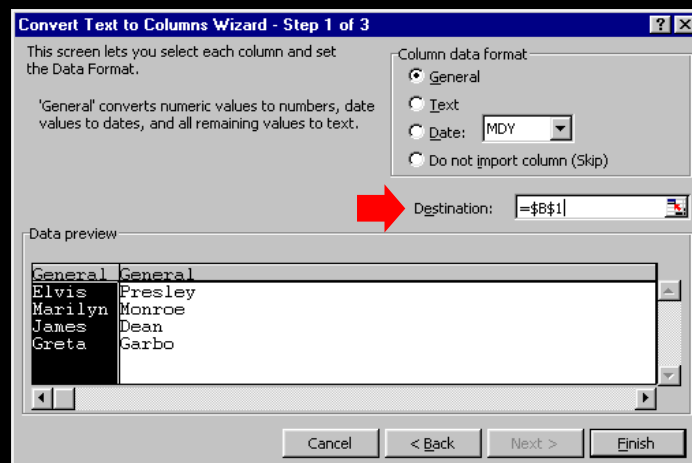 Convert Text to Columns Wizard - Step 1 of 3
This screen lets you select each column and set
the Data Format.
'General' converts numeric values to numbers, date
values to dates, and all remaining values to text.
Column data format
General
Text
Date: MDY
Do not import column (Skip)
Destination: =$B$1
Data preview
General General
Elvis Presley
Marilyn Monroe
James Dean
Greta Garbo
Cancel < Back Next > Finish